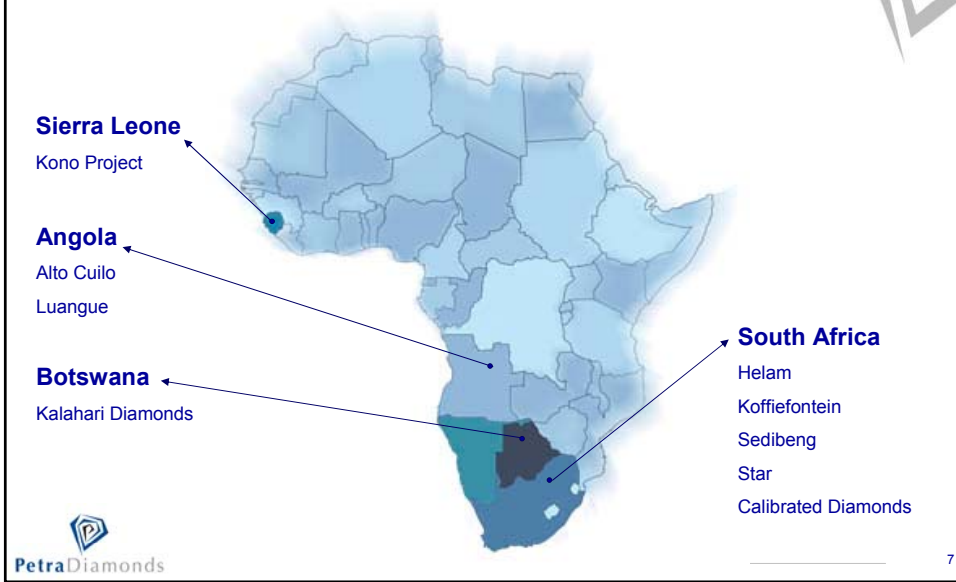 Sierra Leone
Kono Project
Angola
Alto Cuilo
Luangue
Botswana
Kalahari Diamonds
South Africa
Helam
Koffiefontein
Sedibeng
Star
Calibrated Diamonds
PetraDiamonds
7